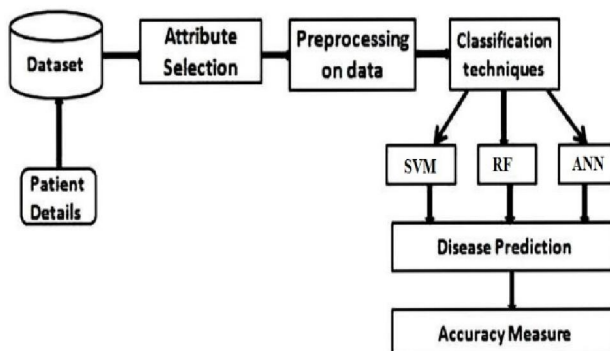 Dataset
Attribute
Selection
Preprocessing
on data
Classification
techniques
Patient
Details
SVM
RF
ANN
Disease Prediction
Accuracy Measure